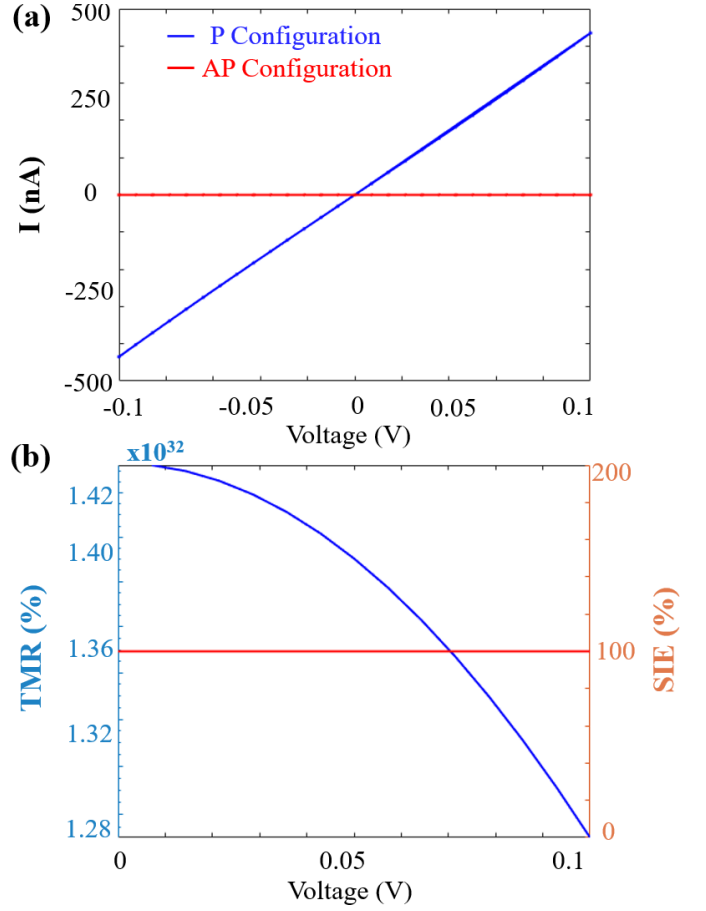 (a)
500
P Configuration
AP Configuration
250
I (nA)
0
-250
-500
-0.1
-0.05
0
0.05
0.1
Voltage (V)
(b)
x10³²
1.42
1.40
1.36
1.32
1.28
TMR (%)
200
100
0
SIE (%)
0
0.05
0.1
Voltage (V)